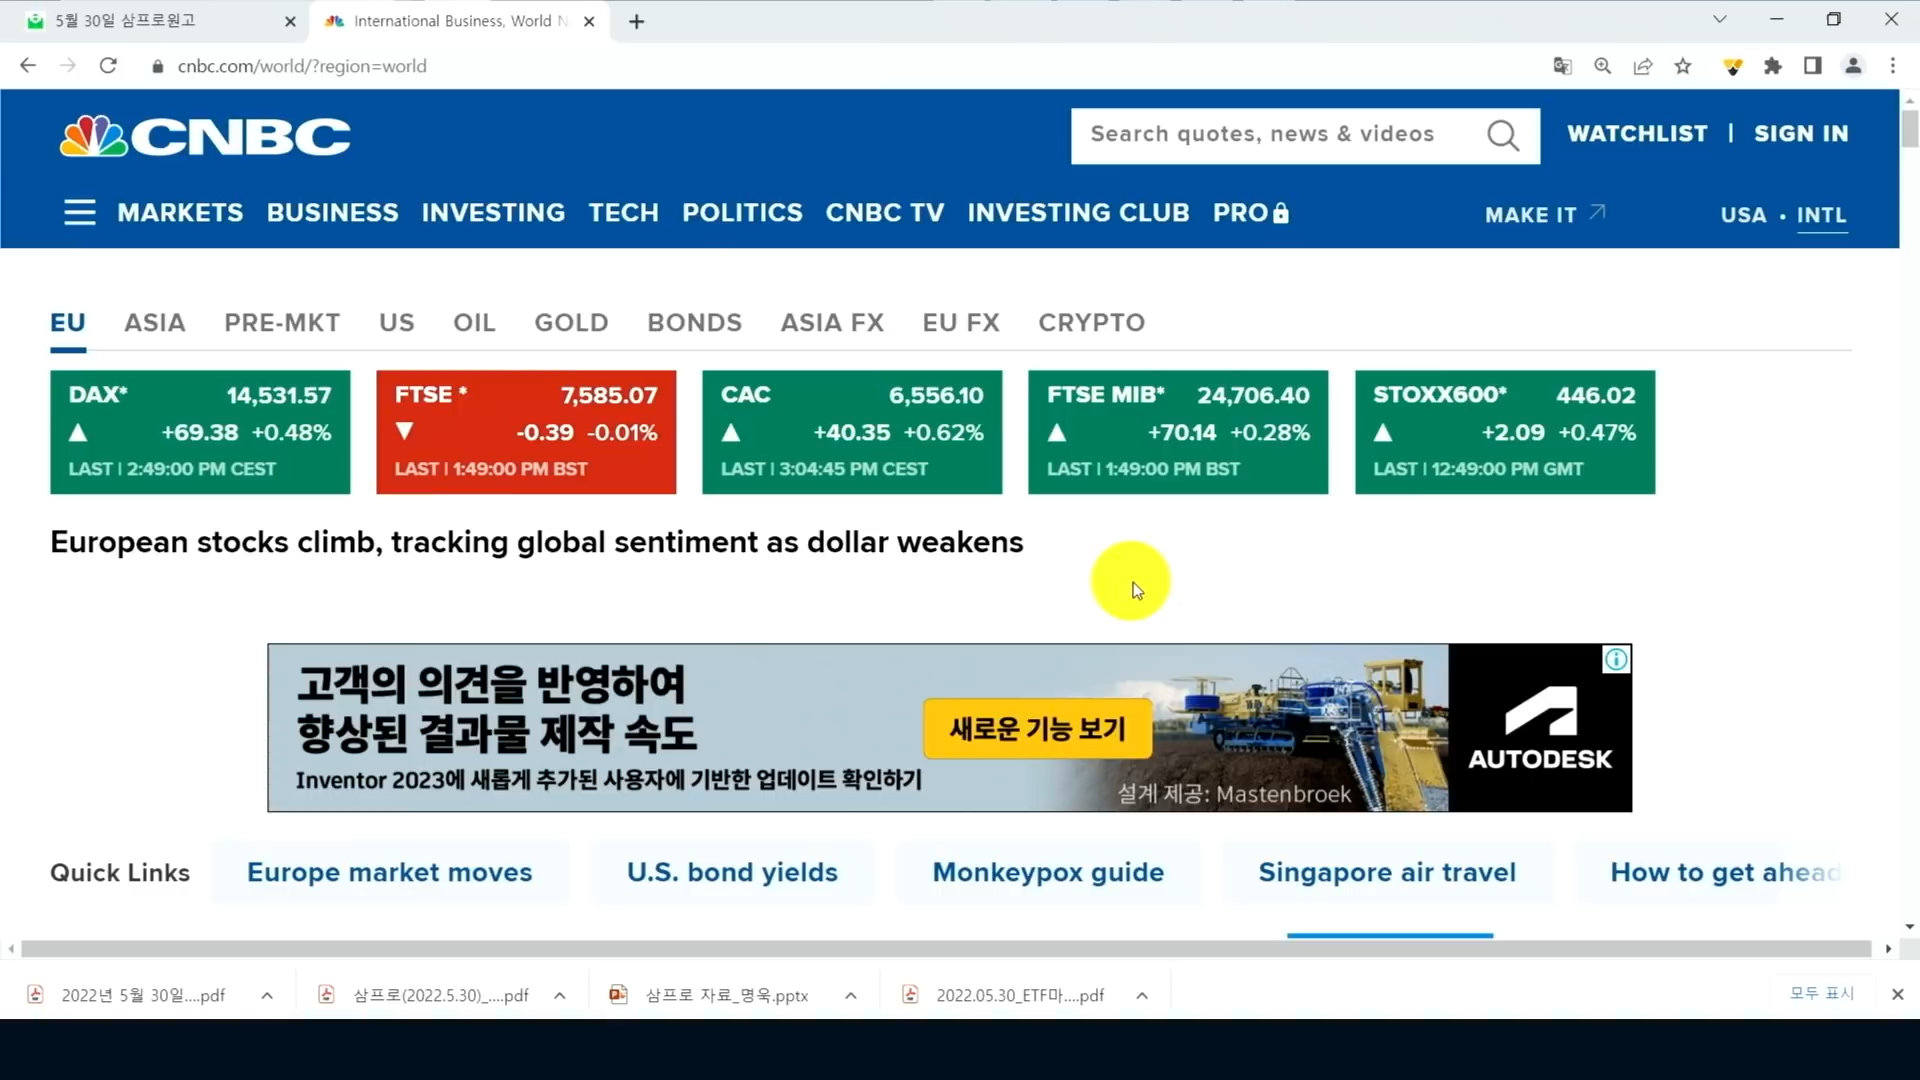 5월 30일 삼프로원고
International Business, World N
cnbc.com/world/?region=world
CNBC
Search quotes, news & videos
WATCHLIST | SIGN IN
MARKETS BUSINESS INVESTING TECH POLITICS CNBC TV INVESTING CLUB PRO
MAKE IT
USA • INTL
EU ASIA PRE-MKT US OIL GOLD BONDS ASIA FX EU FX CRYPTO
DAX* 14,531.57
+69.38 +0.48%
LAST | 2:49:00 PM CEST
FTSE * 7,585.07
-0.39 -0.01%
LAST | 1:49:00 PM BST
CAC 6,556.10
+40.35 +0.62%
LAST | 3:04:45 PM CEST
FTSE MIB* 24,706.40
+70.14 +0.28%
LAST | 1:49:00 PM BST
STOXX600* 446.02
+2.09 +0.47%
LAST | 12:49:00 PM GMT
European stocks climb, tracking global sentiment as dollar weakens
고객의 의견을 반영하여
향상된 결과물 제작 속도
Inventor 2023에 새롭게 추가된 사용자에 기반한 업데이트 확인하기
새로운 기능 보기
설계 제공: Mastenbroek
AUTODESK
Quick Links
Europe market moves
U.S. bond yields
Monkeypox guide
Singapore air travel
How to get ahead
2022년 5월 30일....pdf
삼프로(2022.5.30)_....pdf
삼프로 자료_명욱.pptx
2022.05.30_ETF마....pdf
모두 표시